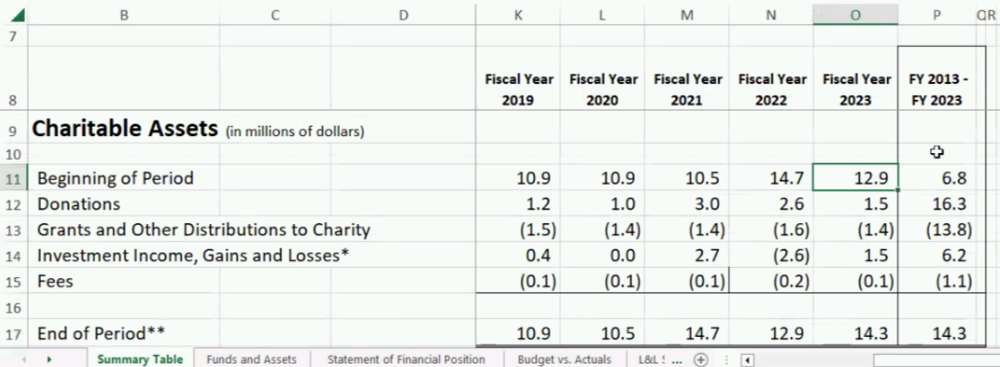 B C K L M N O P Q R
D
7
8 Fiscal Year 2019 Fiscal Year 2020 Fiscal Year 2021 Fiscal Year 2022 Fiscal Year 2023 FY 2013 - FY 2023
9 Charitable Assets (in millions of dollars)
10
11 Beginning of Period 10.9 10.9 10.5 14.7 12.9 6.8
12 Donations 1.2 1.0 3.0 2.6 1.5 16.3
13 Grants and Other Distributions to Charity (1.5) (1.4) (1.4) (1.6) (1.4) (13.8)
14 Investment Income, Gains and Losses* 0.4 0.0 2.7 (2.6) 1.5 6.2
15 Fees (0.1) (0.1) (0.1) (0.2) (0.1) (1.1)
16
17 End of Period** 10.9 10.5 14.7 12.9 14.3 14.3
Summary Table Funds and Assets Statement of Financial Position Budget vs. Actuals L&L ...